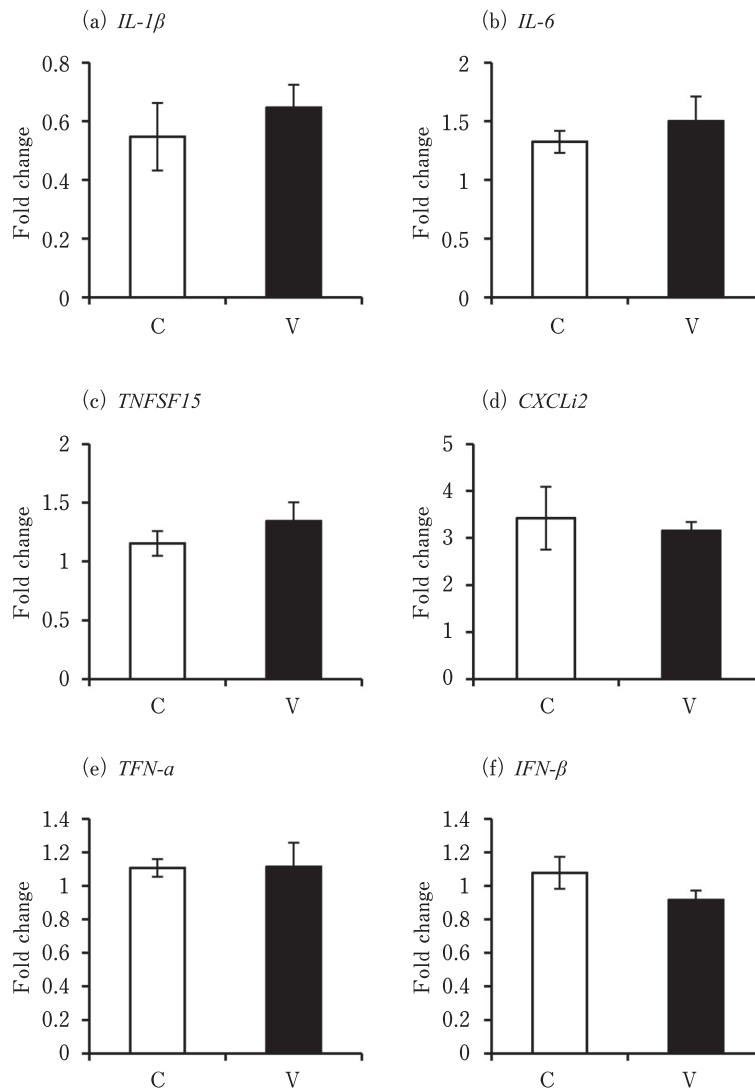 (a) IL-1β
Fold change
0.8
0.6
0.4
0.2
0
C V
(b) IL-6
Fold change
2
1.5
1
0.5
0
C V
(c) TNFSF15
Fold change
2
1.5
1
0.5
0
C V
(d) CXCLi2
Fold change
5
4
3
2
1
0
C V
(e) TFN-a
Fold change
1.4
1.2
1
0.8
0.6
0.4
0.2
0
C V
(f) IFN-β
Fold change
1.4
1.2
1
0.8
0.6
0.4
0.2
0
C V